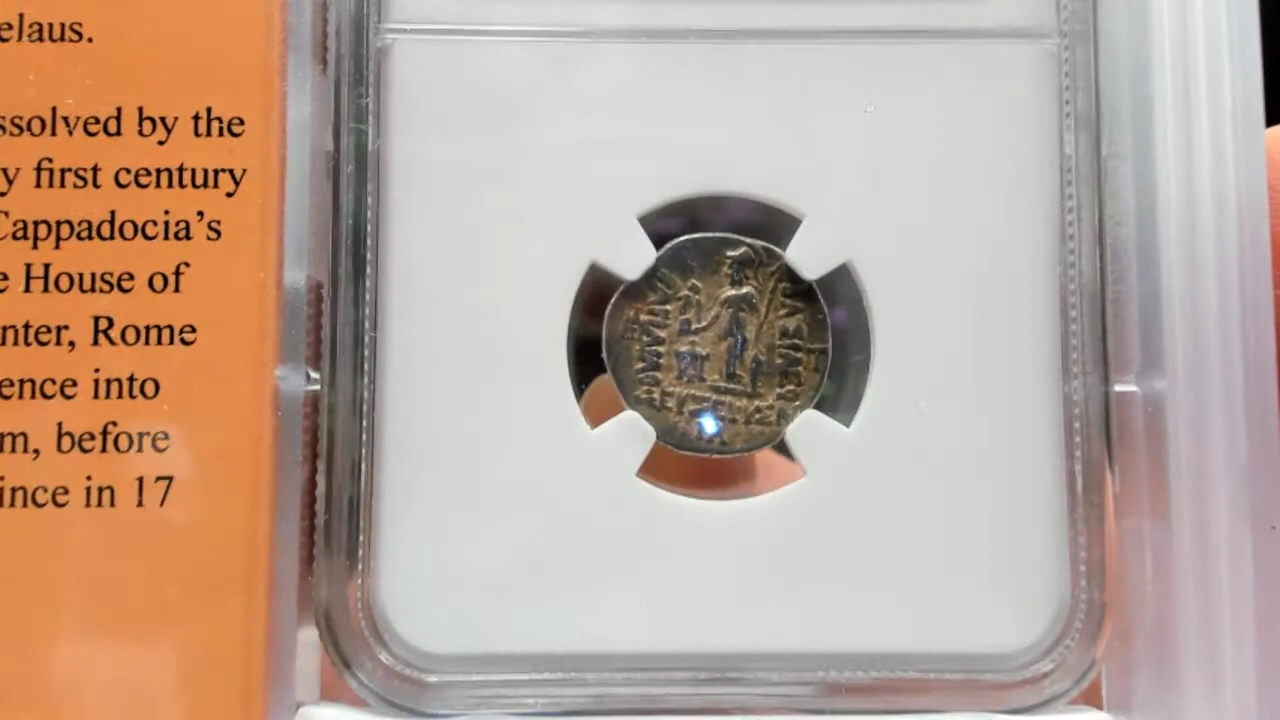 elaus.
ssolved by the
y first century
Cappadocia's
e House of
nter, Rome
ence into
m, before
ince in 17